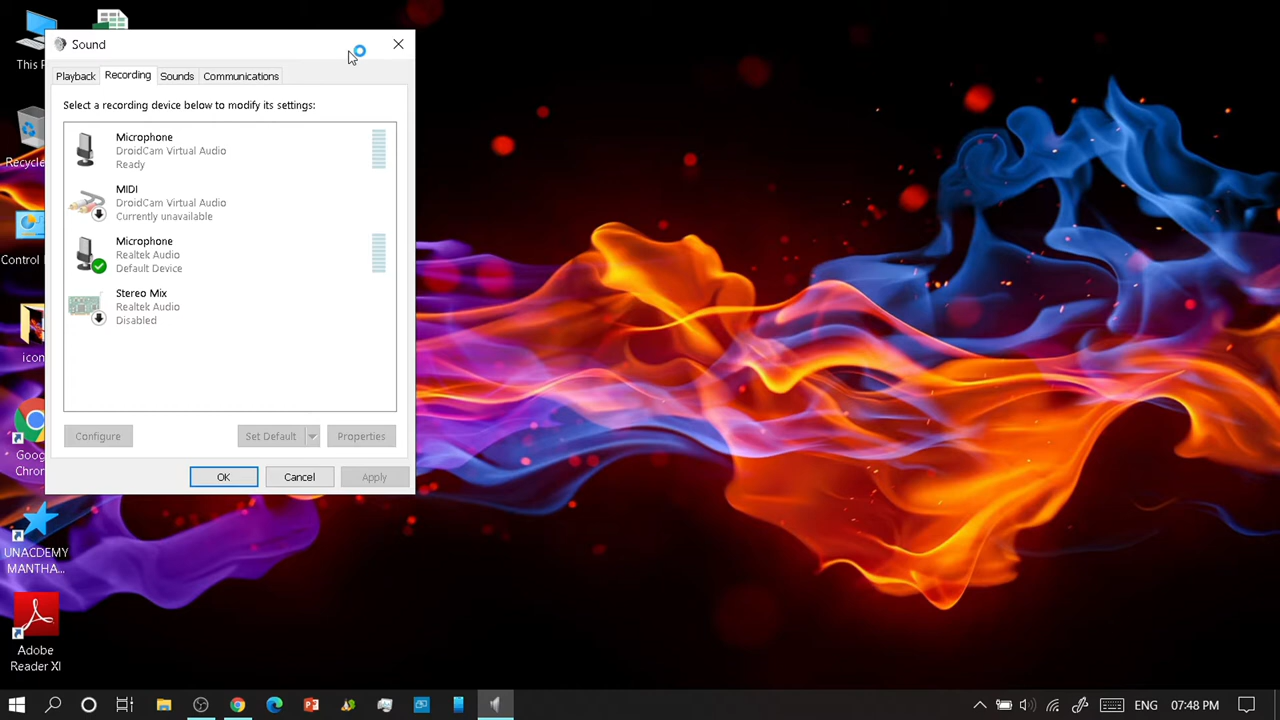 This P
Recycle
Control
icon
Goog
Chro
UNACDEMY
MANTHA...
Adobe
Reader XI
Sound
Playback
Recording
Sounds
Communications
Select a recording device below to modify its settings:
Microphone
DroidCam Virtual Audio
Ready
MIDI
DroidCam Virtual Audio
Currently unavailable
Microphone
Realtek Audio
Default Device
Stereo Mix
Realtek Audio
Disabled
Configure
Set Default
Properties
OK
Cancel
Apply
ENG
07:48 PM